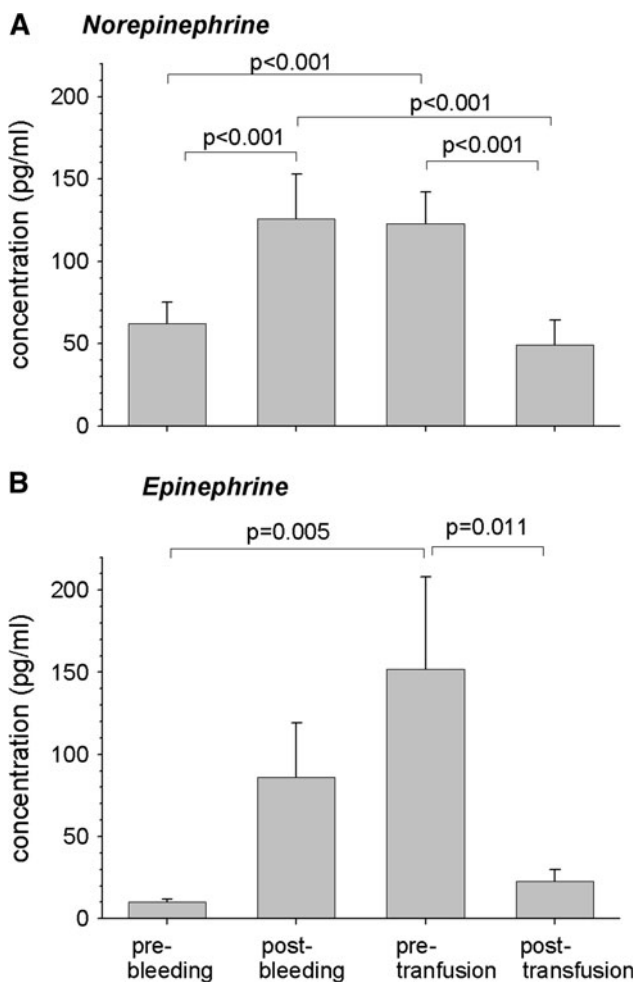 A Norepinephrine
p<0.001
200
p<0.001
p<0.001
p<0.001
150
100
50
0
concentration (pg/ml)
B Epinephrine
p=0.005
p=0.011
200
150
100
50
0
concentration (pg/ml)
pre- post- pre- post-
bleeding bleeding tranfusion transfusion